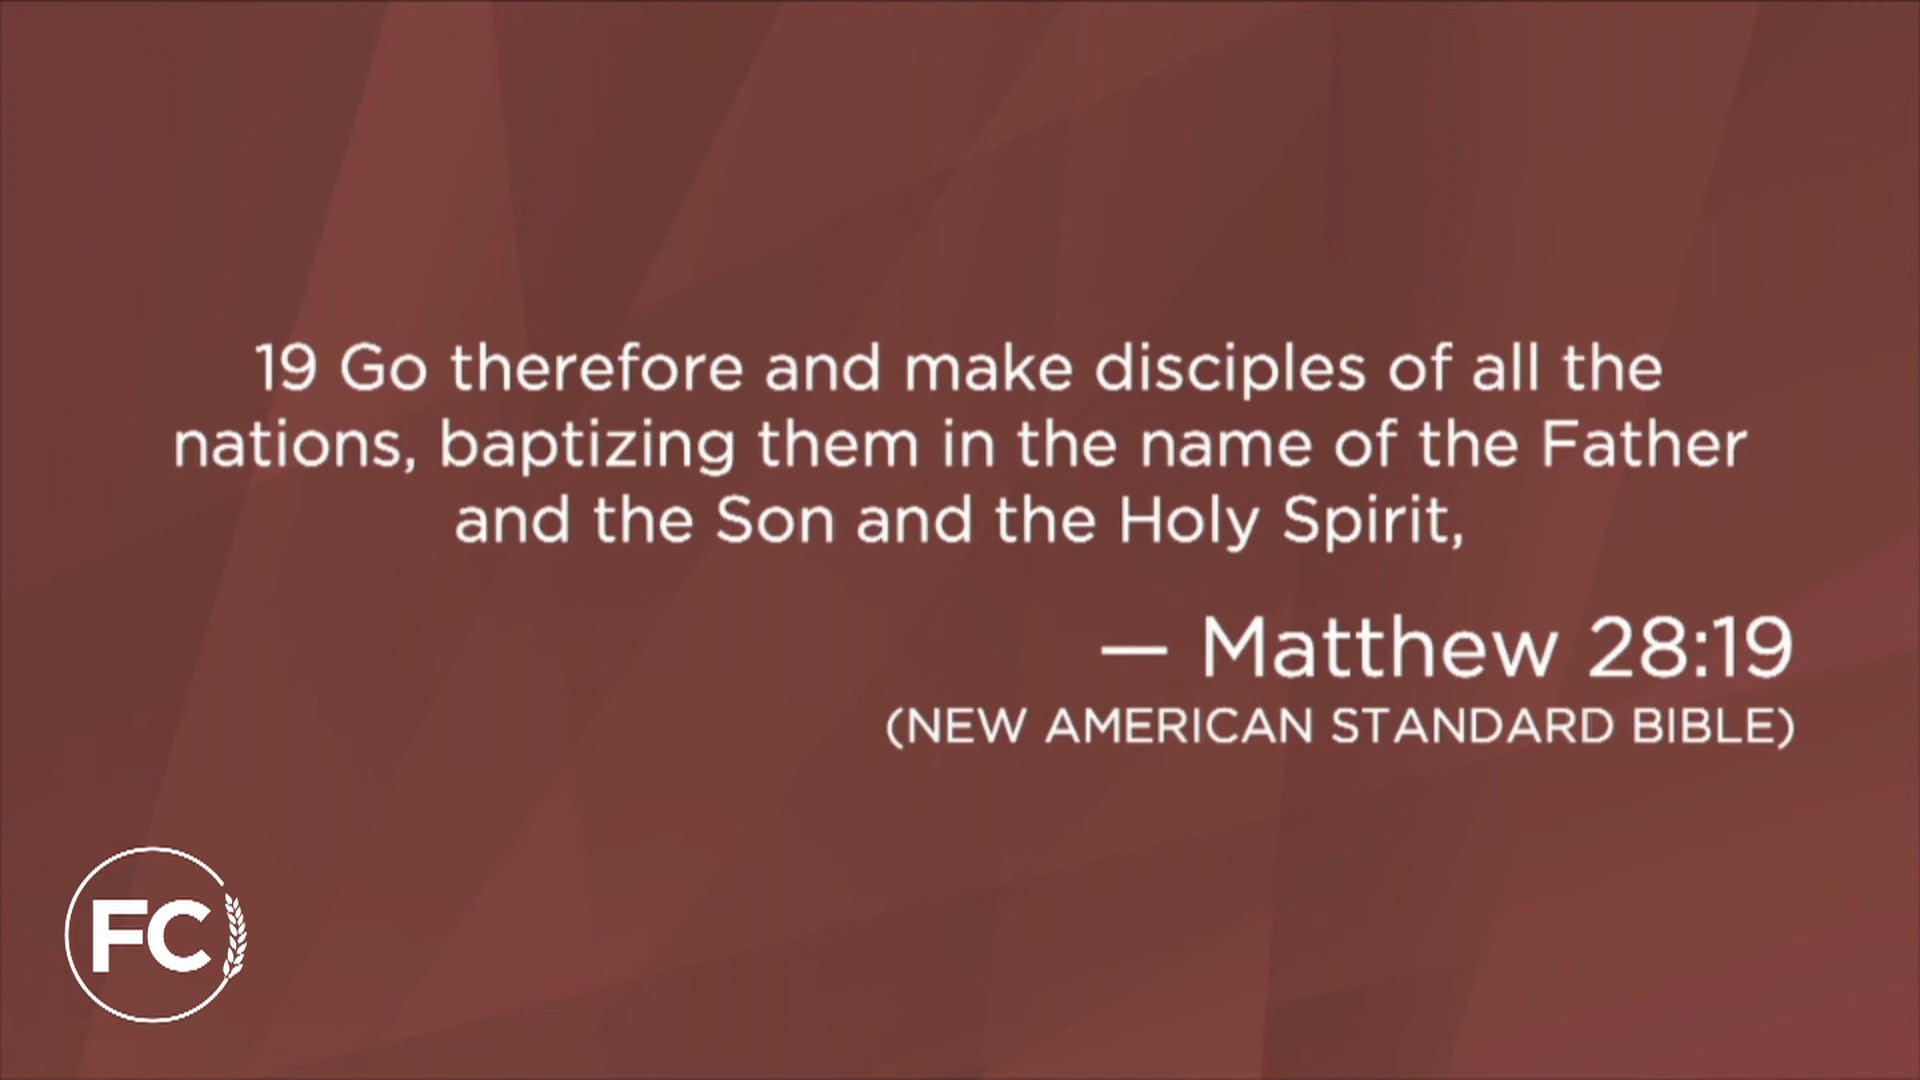 19 Go therefore and make disciples of all the
nations, baptizing them in the name of the Father
and the Son and the Holy Spirit,
— Matthew 28:19
(NEW AMERICAN STANDARD BIBLE)
FC